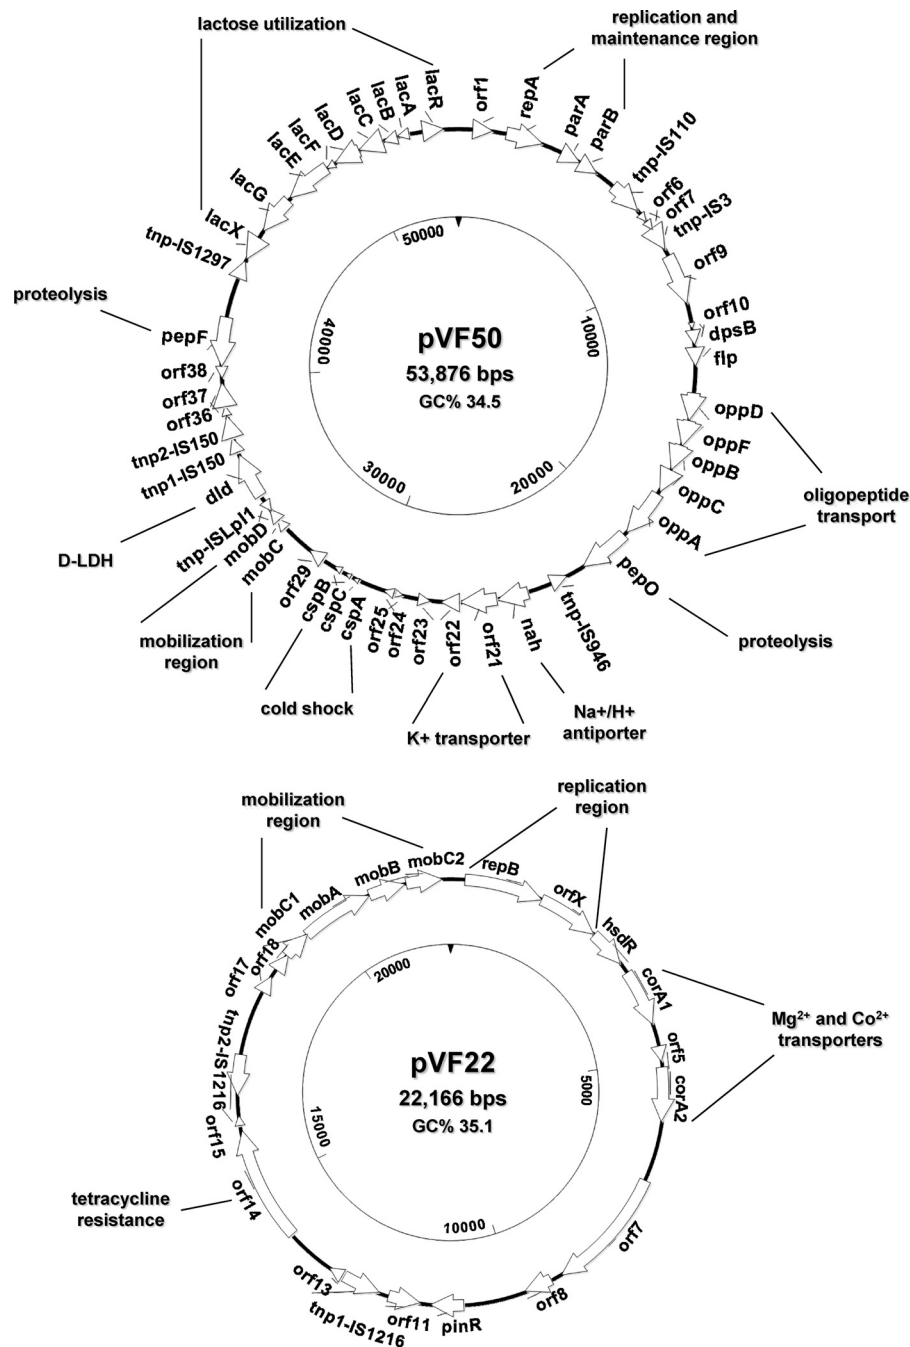 lactose utilization
replication and
maintenance region
lacR
orf1
repA
parA
parB
tnp-IS110
orf6
orf7
tnp-IS3
orf9
orf10
dpsB
flp
oppD
oppF
oppB
oppC
oppA
oligopeptide
transport
pepO
proteolysis
tnp-IS946
nah
Na+/H+
antiporter
orf21
orf22
K+ transporter
orf23
orf24
orf25
cspA
cspC
cspB
cold shock
orf29
mobC
mobD
mobilization
region
tnp-ISLpl1
dld
D-LDH
tnp1-IS150
tnp2-IS150
orf36
orf37
orf38
pepF
proteolysis
tnp-IS1297
lacX
lacG
lacE
lacF
lacD
lacC
lacB
lacA
50000
10000
20000
30000
40000
pVF50
53,876 bps
GC% 34.5
mobilization
region
replication
region
mobC2
repB
orfX
hsdR
corA1
orf5
corA2
Mg²⁺ and Co²⁺
transporters
orf7
orf8
pinR
orf11
tnp1-IS1216
orf13
orf14
tetracycline
resistance
orf15
tnp2-IS1216
orf17
orf18
mobC1
mobA
mobB
20000
5000
10000
15000
pVF22
22,166 bps
GC% 35.1